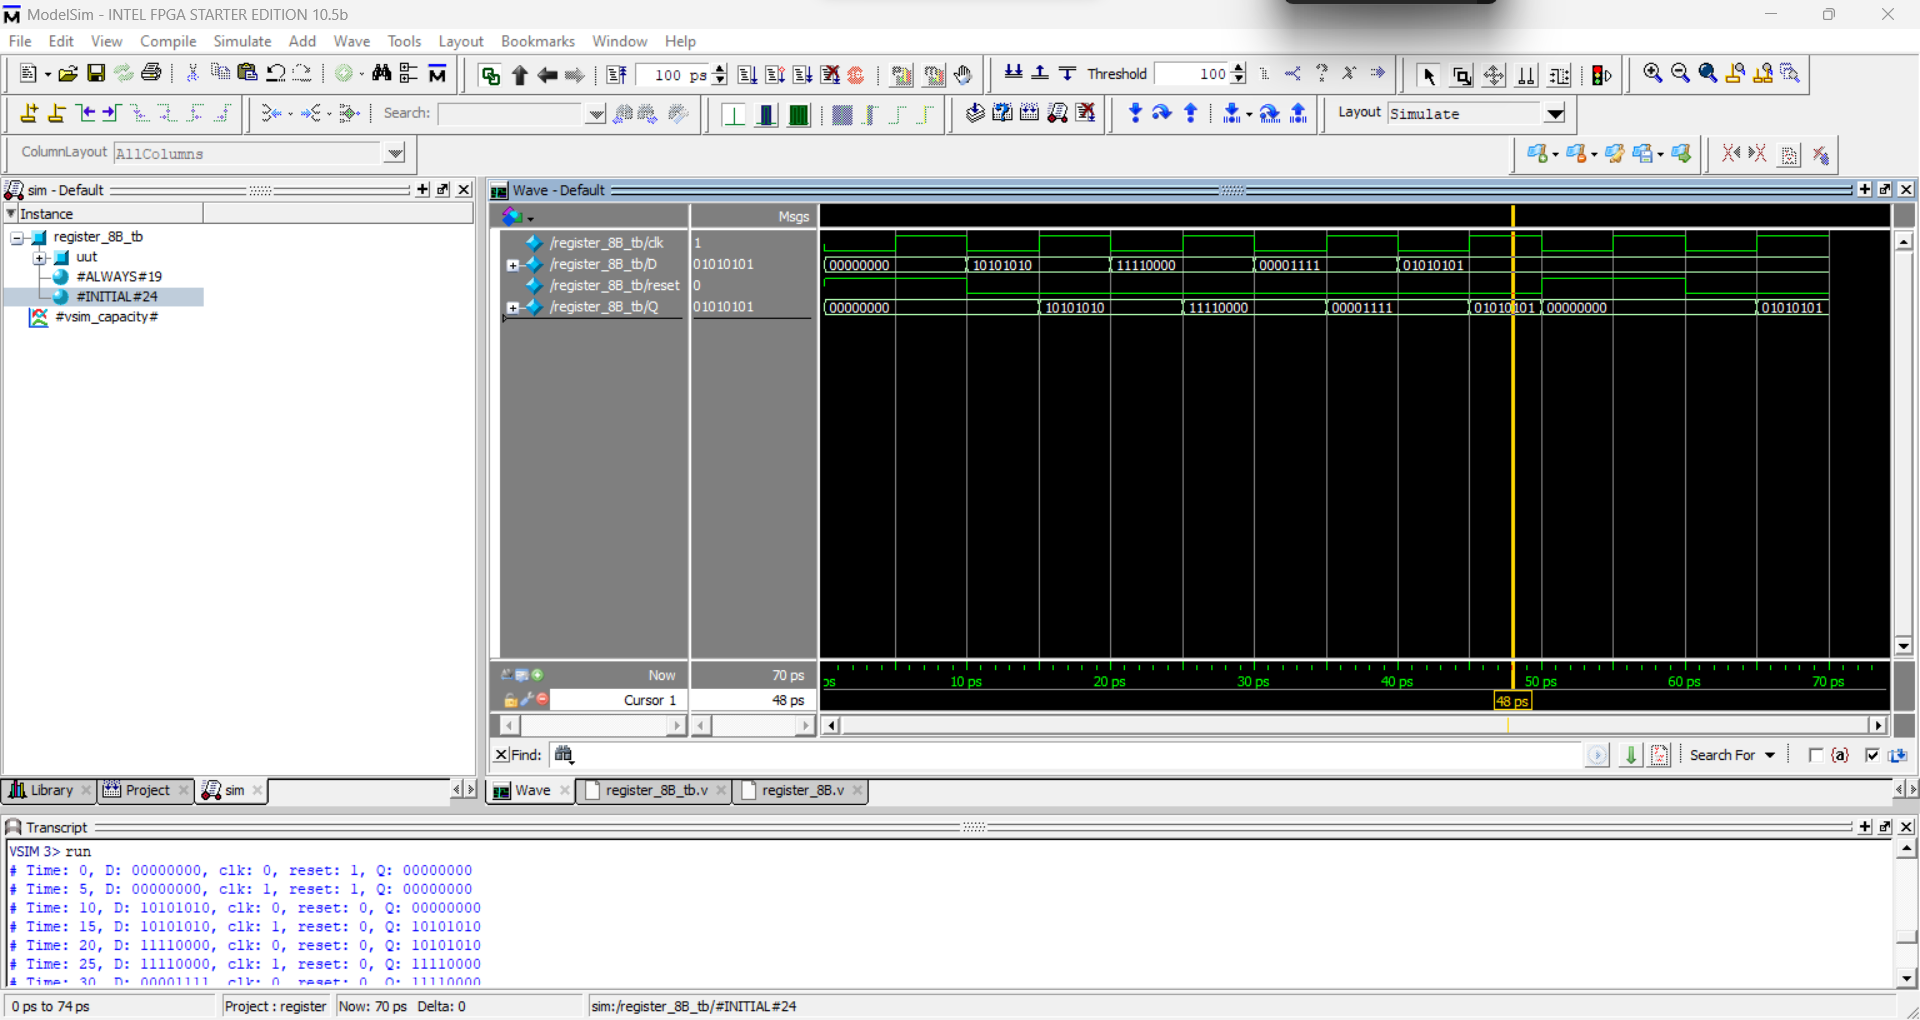 ModelSim - INTEL FPGA STARTER EDITION 10.5b
File Edit View Compile Simulate Add Wave Tools Layout Bookmarks Window Help
100 ps
Threshold 100
Search:
Layout Simulate
ColumnLayout AllColumns
sim - Default
Instance
register_8B_tb
uut
#ALWAYS#19
#INITIAL#24
#vsim_capacity#
Wave - Default
Msgs
/register_8B_tb/clk 1
/register_8B_tb/D 01010101 00000000 10101010 11110000 00001111 01010101
/register_8B_tb/reset 0
/register_8B_tb/Q 01010101 00000000 10101010 11110000 00001111 01010101 00000000 01010101
Now 70 ps
ps 10 ps 20 ps 30 ps 40 ps 50 ps 60 ps 70 ps
Cursor 1 48 ps
48 ps
Find: Search For {a}
Library Project sim
Wave register_8B_tb.v register_8B.v
Transcript
VSIM 3> run
# Time: 0, D: 00000000, clk: 0, reset: 1, Q: 00000000
# Time: 5, D: 00000000, clk: 1, reset: 1, Q: 00000000
# Time: 10, D: 10101010, clk: 0, reset: 0, Q: 00000000
# Time: 15, D: 10101010, clk: 1, reset: 0, Q: 10101010
# Time: 20, D: 11110000, clk: 0, reset: 0, Q: 10101010
# Time: 25, D: 11110000, clk: 1, reset: 0, Q: 11110000
# Time: 30, D: 00001111, clk: 0, reset: 0, Q: 11110000
0 ps to 74 ps Project : register Now: 70 ps Delta: 0 sim:/register_8B_tb/#INITIAL#24